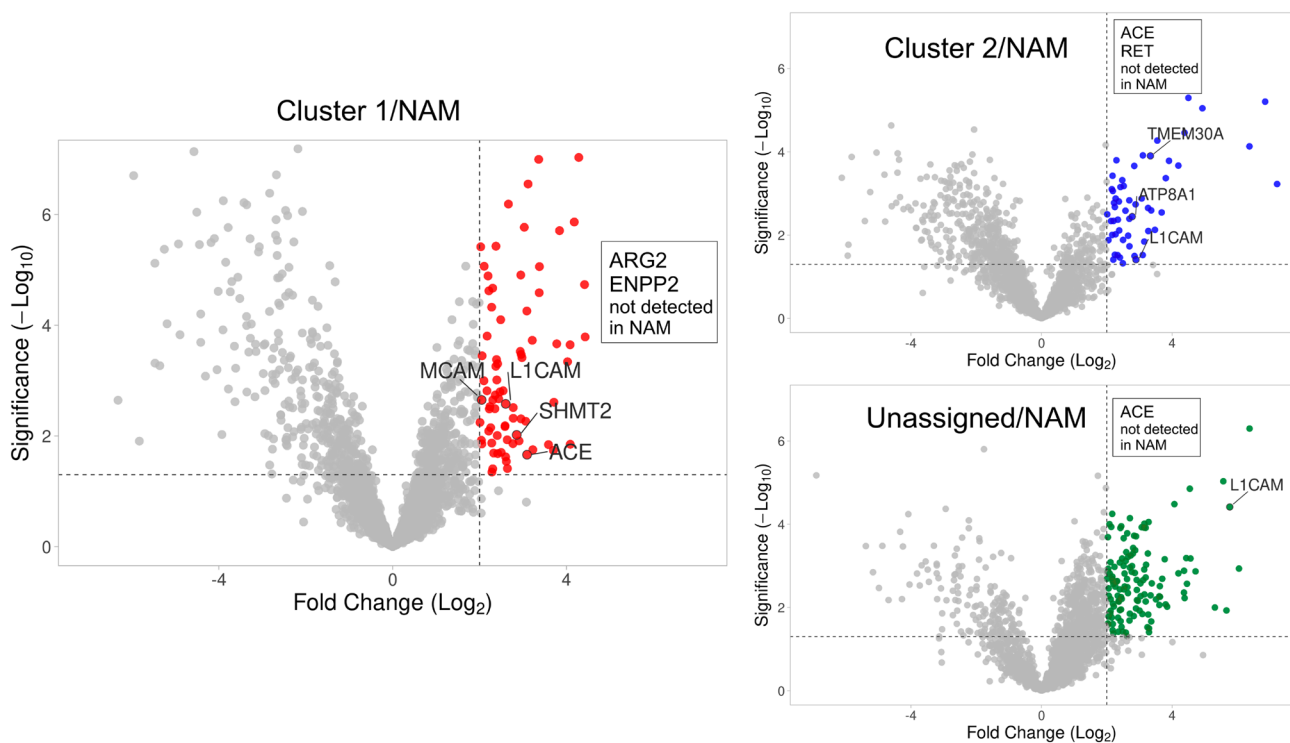 Cluster 1/NAM
Significance (−Log10)
6
4
2
0
-4
0
4
Fold Change (Log2)
ARG2
ENPP2
not detected
in NAM
MCAM
L1CAM
SHMT2
ACE
Cluster 2/NAM
Significance (−Log10)
6
4
2
0
-4
0
4
Fold Change (Log2)
ACE
RET
not detected
in NAM
TMEM30A
ATP8A1
L1CAM
Unassigned/NAM
Significance (−Log10)
6
4
2
0
-4
0
4
Fold Change (Log2)
ACE
not detected
in NAM
L1CAM